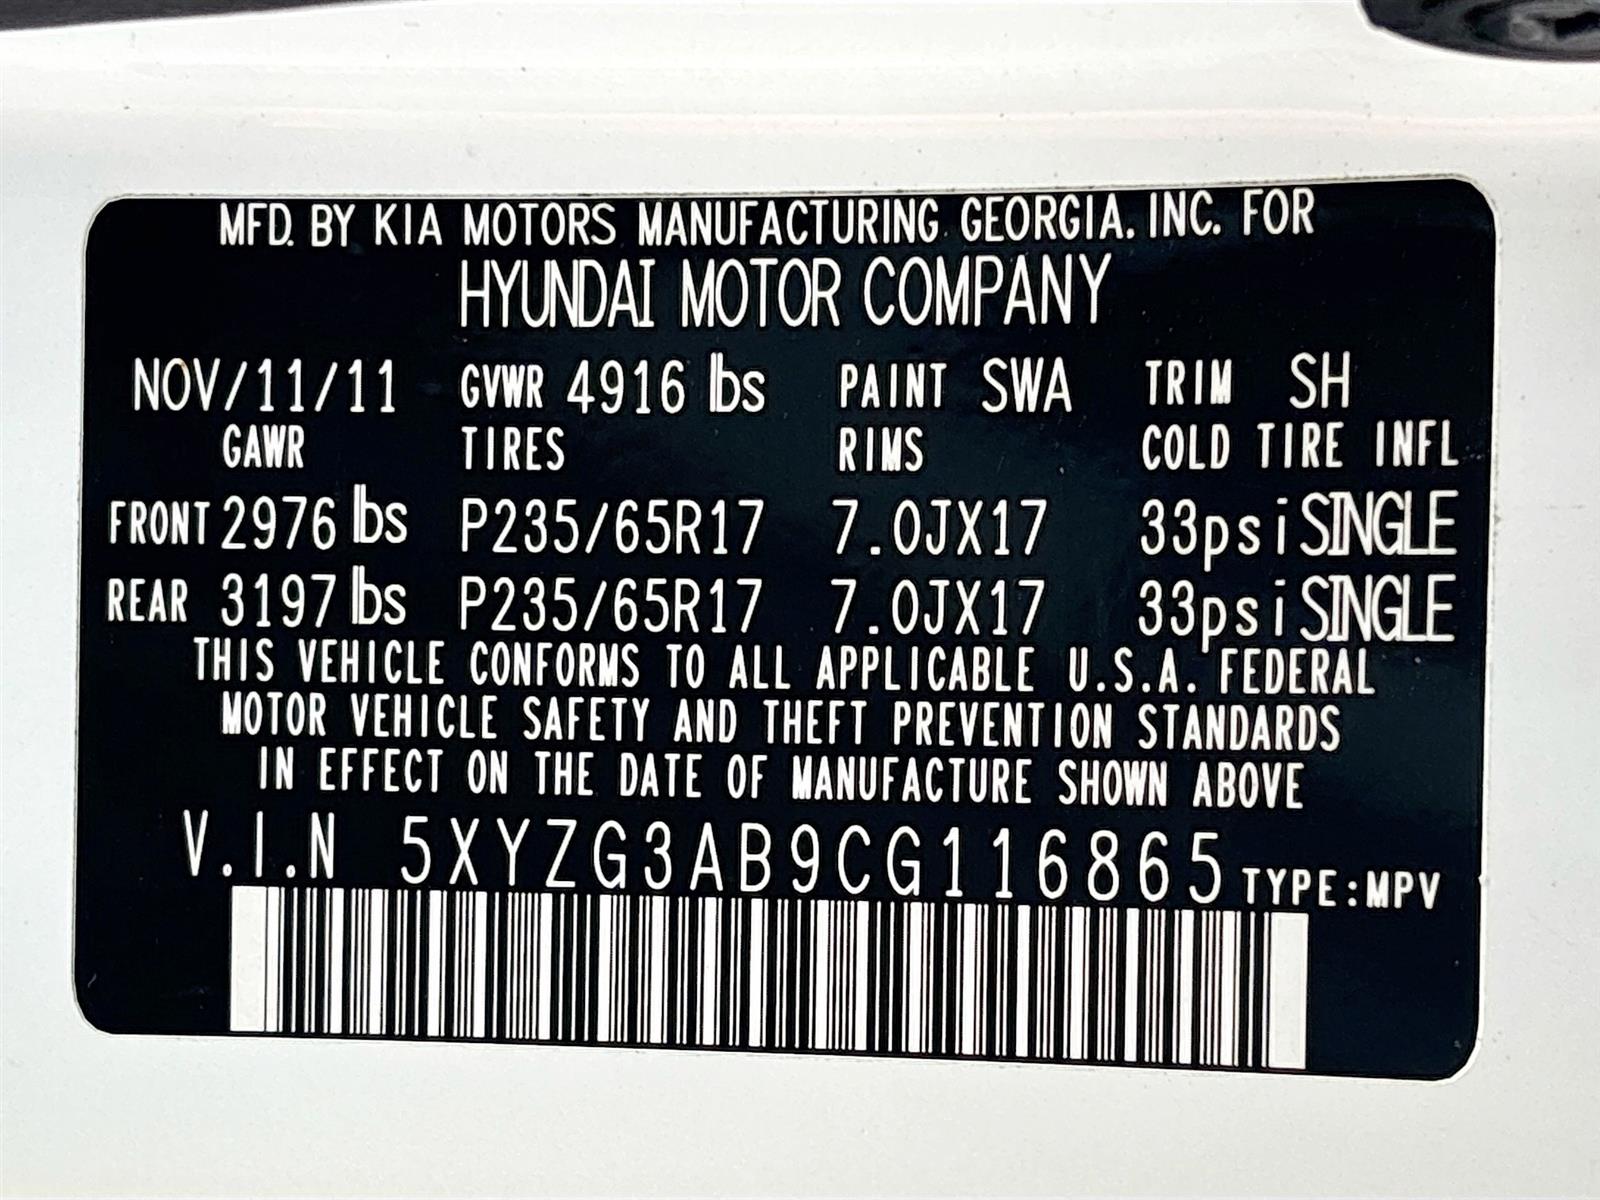 MFD. BY KIA MOTORS MANUFACTURING GEORGIA. INC. FOR
HYUNDAI MOTOR COMPANY
NOV/11/11 GVWR 4916 lbs PAINT SWA TRIM SH
GAWR TIRES RIMS COLD TIRE INFL
FRONT 2976 lbs P235/65R17 7.0JX17 33psi SINGLE
REAR 3197 lbs P235/65R17 7.0JX17 33psi SINGLE
THIS VEHICLE CONFORMS TO ALL APPLICABLE U.S.A. FEDERAL
MOTOR VEHICLE SAFETY AND THEFT PREVENTION STANDARDS
IN EFFECT ON THE DATE OF MANUFACTURE SHOWN ABOVE
V.I.N 5XYZG3AB9CG116865 TYPE:MPV